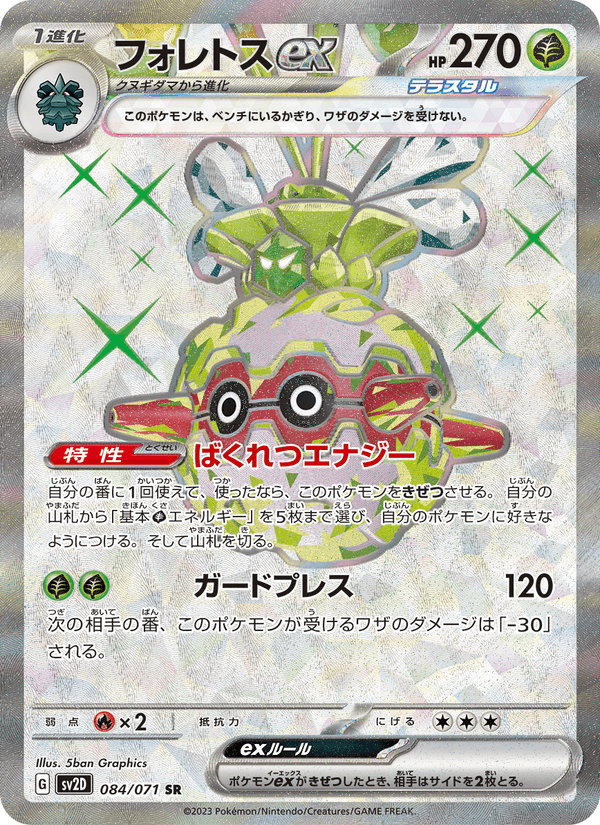 1進化
フォレトスex
HP 270
クヌギダマから進化
テラスタル
このポケモンは、ベンチにいるかぎり、ワザのダメージを受けない。
特性 ばくれつエナジー
自分の番に1回使えて、使ったなら、このポケモンをきぜつさせる。自分の
山札から「基本エネルギー」を5枚まで選び、自分のポケモンに好きな
ようにつける。そして山札を切る。
ガードプレス 120
次の相手の番、このポケモンが受けるワザのダメージは「-30」
される。
弱点 ×2 抵抗力 にげる
Illus. 5ban Graphics
exルール
ポケモンexがきぜつしたとき、相手はサイドを2枚とる。
G sv2D 084/071 SR
©2023 Pokémon/Nintendo/Creatures/GAME FREAK.